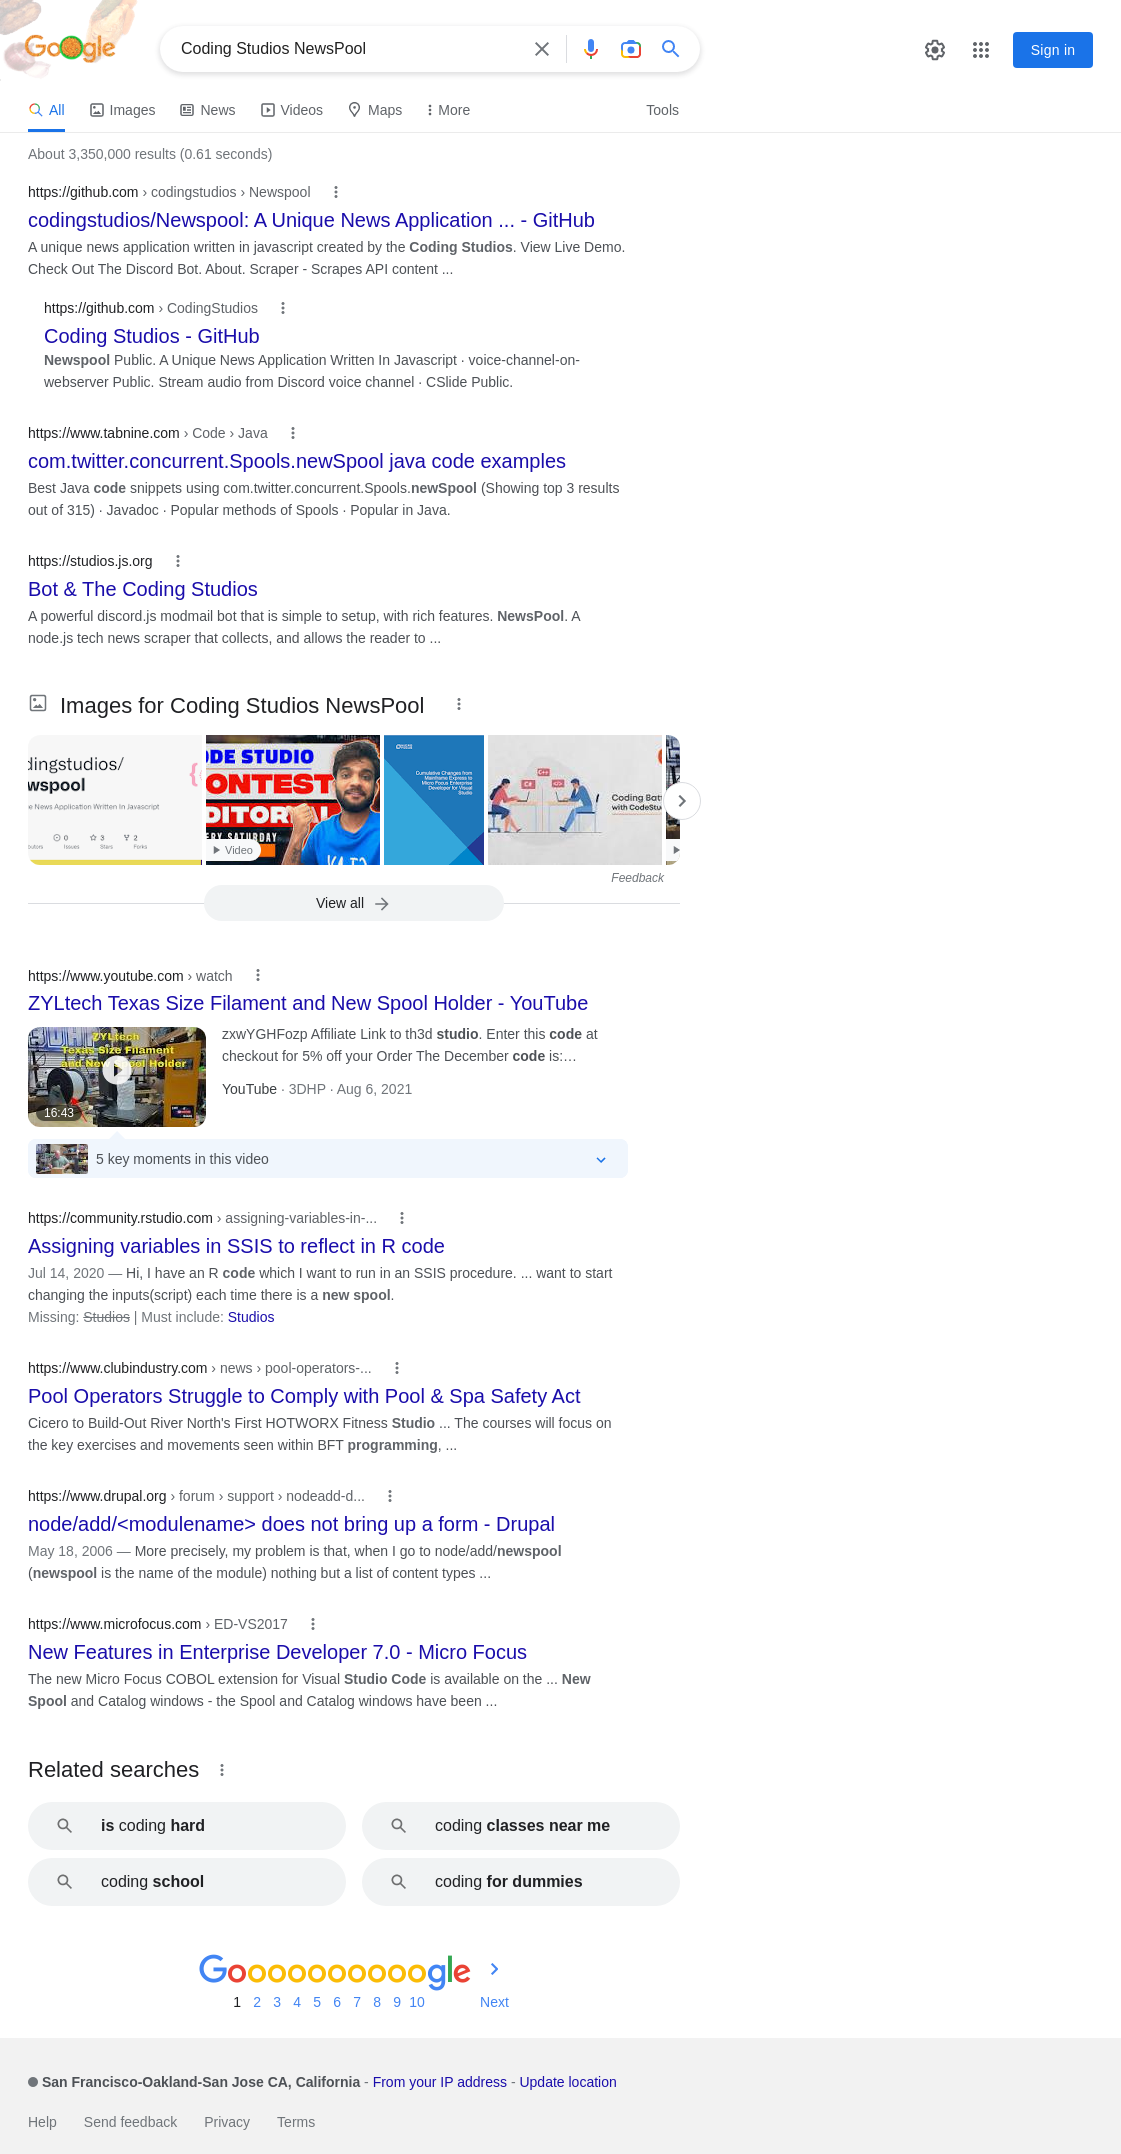 Google
Coding Studios NewsPool
Sign in
All Images News Videos Maps More Tools
About 3,350,000 results (0.61 seconds)
https://github.com › codingstudios › Newspool
codingstudios/Newspool: A Unique News Application ... - GitHub
A unique news application written in javascript created by the Coding Studios. View Live Demo.
Check Out The Discord Bot. About. Scraper - Scrapes API content ...
https://github.com › CodingStudios
Coding Studios - GitHub
Newspool Public. A Unique News Application Written In Javascript · voice-channel-on-
webserver Public. Stream audio from Discord voice channel · CSlide Public.
https://www.tabnine.com › Code › Java
com.twitter.concurrent.Spools.newSpool java code examples
Best Java code snippets using com.twitter.concurrent.Spools.newSpool (Showing top 3 results
out of 315) · Javadoc · Popular methods of Spools · Popular in Java.
https://studios.js.org
Bot & The Coding Studios
A powerful discord.js modmail bot that is simple to setup, with rich features. NewsPool. A
node.js tech news scraper that collects, and allows the reader to ...
Images for Coding Studios NewsPool
dingstudios/
wspool
e News Application Written In Javascript
0 3 2
Issues Stars Forks
ODE STUDIO
ONTEST
DITORIAL
RY SATURDAY
Video
Cumulative Changes from
Mainframe Express to
Micro Focus Enterprise
Developer for Visual
Studio
C++
C#
</>
Coding Batt
with CodeStud
Feedback
View all
https://www.youtube.com › watch
ZYLtech Texas Size Filament and New Spool Holder - YouTube
ZYLtech
Texas Size Filament
and New Spool Holder
16:43
zxwYGHFozp Affiliate Link to th3d studio. Enter this code at
checkout for 5% off your Order The December code is:…
YouTube · 3DHP · Aug 6, 2021
5 key moments in this video
https://community.rstudio.com › assigning-variables-in-...
Assigning variables in SSIS to reflect in R code
Jul 14, 2020 — Hi, I have an R code which I want to run in an SSIS procedure. ... want to start
changing the inputs(script) each time there is a new spool.
Missing: Studios | Must include: Studios
https://www.clubindustry.com › news › pool-operators-...
Pool Operators Struggle to Comply with Pool & Spa Safety Act
Cicero to Build-Out River North's First HOTWORX Fitness Studio ... The courses will focus on
the key exercises and movements seen within BFT programming, ...
https://www.drupal.org › forum › support › nodeadd-d...
node/add/<modulename> does not bring up a form - Drupal
May 18, 2006 — More precisely, my problem is that, when I go to node/add/newspool
(newspool is the name of the module) nothing but a list of content types ...
https://www.microfocus.com › ED-VS2017
New Features in Enterprise Developer 7.0 - Micro Focus
The new Micro Focus COBOL extension for Visual Studio Code is available on the ... New
Spool and Catalog windows - the Spool and Catalog windows have been ...
Related searches
is coding hard
coding classes near me
coding school
coding for dummies
Goooooooooogle
1 2 3 4 5 6 7 8 9 10 Next
San Francisco-Oakland-San Jose CA, California - From your IP address - Update location
Help Send feedback Privacy Terms